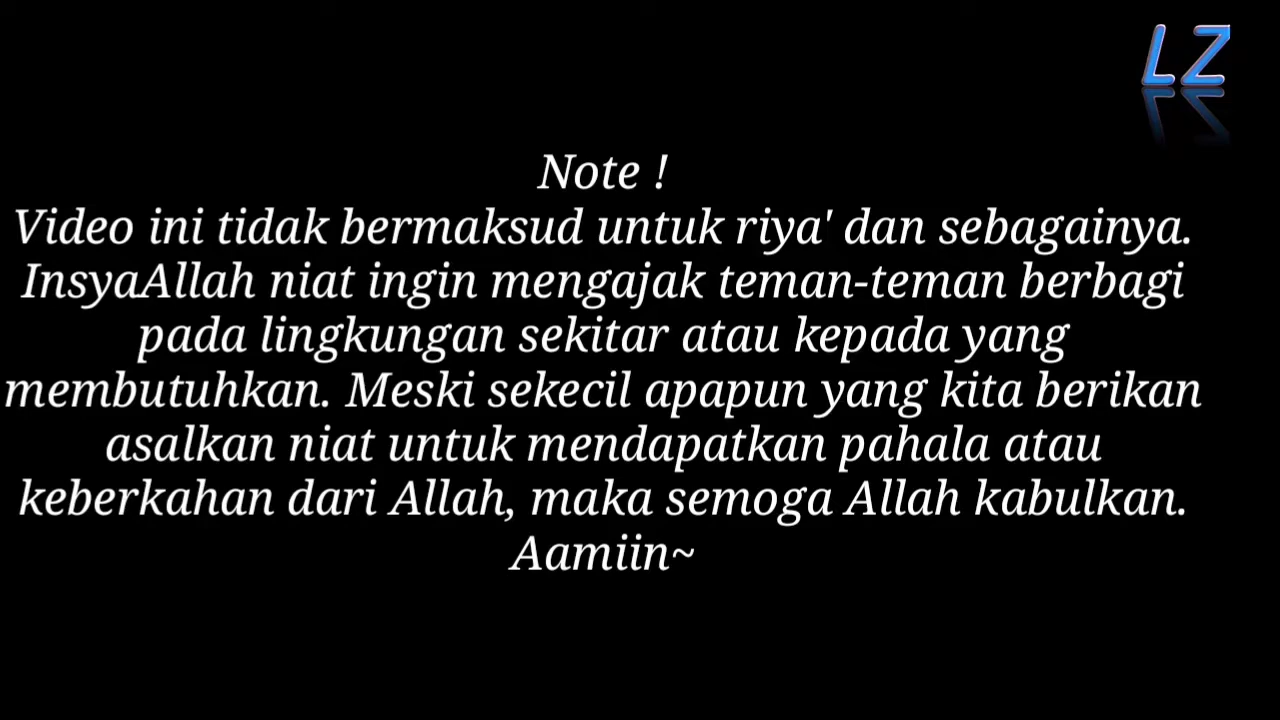 LZ
Note !
Video ini tidak bermaksud untuk riya' dan sebagainya.
InsyaAllah niat ingin mengajak teman-teman berbagi
pada lingkungan sekitar atau kepada yang
membutuhkan. Meski sekecil apapun yang kita berikan
asalkan niat untuk mendapatkan pahala atau
keberkahan dari Allah, maka semoga Allah kabulkan.
Aamiin~